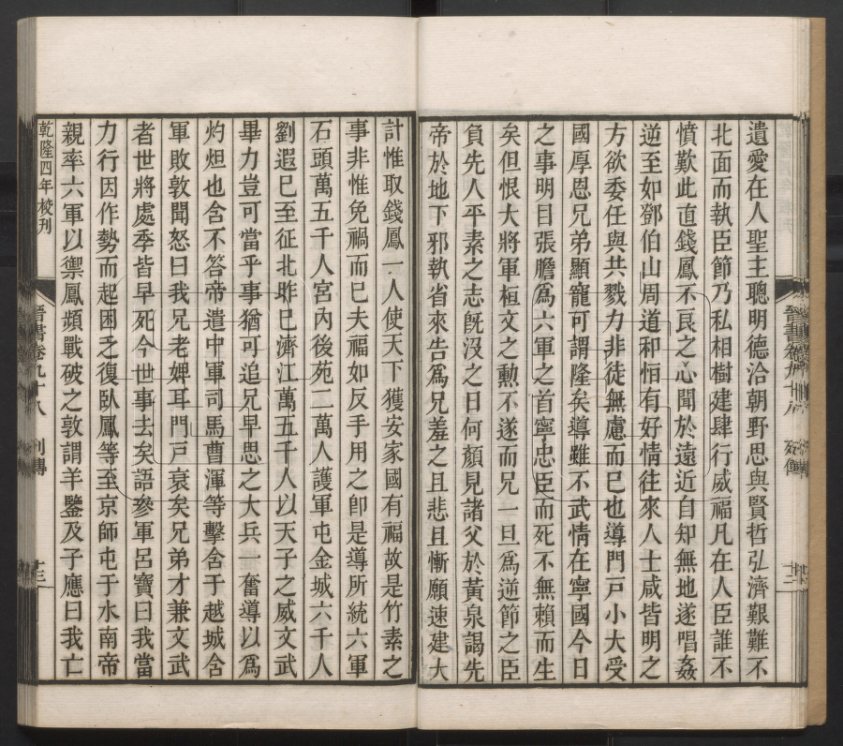 遺愛在人聖主聰明德洽朝野思與賢哲弘濟艱難不
北面而執臣節乃私相樹建肆行威福凡在人臣誰不
憤歎此直錢鳳不良之心聞於遠近自知無地遂唱姦
逆至如鄧伯山周道和恒有好情往來人士咸皆明之
方欲委任與共戮力非徒無慮而已也導門戸小大受
國厚恩兄弟顯寵可謂隆矣導雖不武情在寧國今日
之事明目張膽爲六軍之首寧忠臣而死不無賴而生
矣但恨大將軍桓文之勲不遂而兄一旦爲逆節之臣
負先人平素之志旣沒之日何顔見諸父於黃泉謁先
帝於地下邪執省來告爲兄羞之且悲且慚願速建大
計惟取錢鳳一人使天下獲安家國有福故是竹素之
事非惟免禍而已夫福如反手用之卽是導所統六軍
石頭萬五千人宮內後苑二萬人護軍屯金城六千人
劉遐已至征北昨已濟江萬五千人以天子之威文武
畢力豈可當乎事猶可追兄早思之大兵一奮導以爲
灼炟也含不答帝遣中軍司馬曹渾等擊含于越城含
軍敗敦聞怒曰我兄老婢耳門戸衰矣兄弟才兼文武
者世將處季皆早死今世事去矣語參軍呂寶曰我當
力行因作勢而起困乏復臥鳳等至京師屯于水南帝
親率六軍以禦鳳頻戰破之敦謂羊鑒及子應曰我亡
乾隆四年校刊
晉書卷九十八 列傳 十三